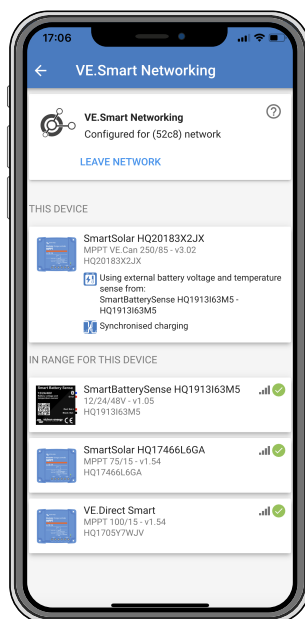 17:06
VE.Smart Networking
VE.Smart Networking
Configured for (52c8) network
LEAVE NETWORK
THIS DEVICE
SmartSolar HQ20183X2JX
MPPT VE.Can 250/85 - v3.02
HQ20183X2JX
Using external battery voltage and temperature
sense from:
SmartBatterySense HQ1913I63M5 -
HQ1913I63M5
Synchronised charging
IN RANGE FOR THIS DEVICE
Smart Battery Sense
SmartBatterySense HQ1913I63M5
12/24/48V - v1.05
HQ1913I63M5
SmartSolar HQ17466L6GA
MPPT 75/15 - v1.54
HQ17466L6GA
VE.Direct Smart
MPPT 100/15 - v1.54
HQ1705Y7WJV